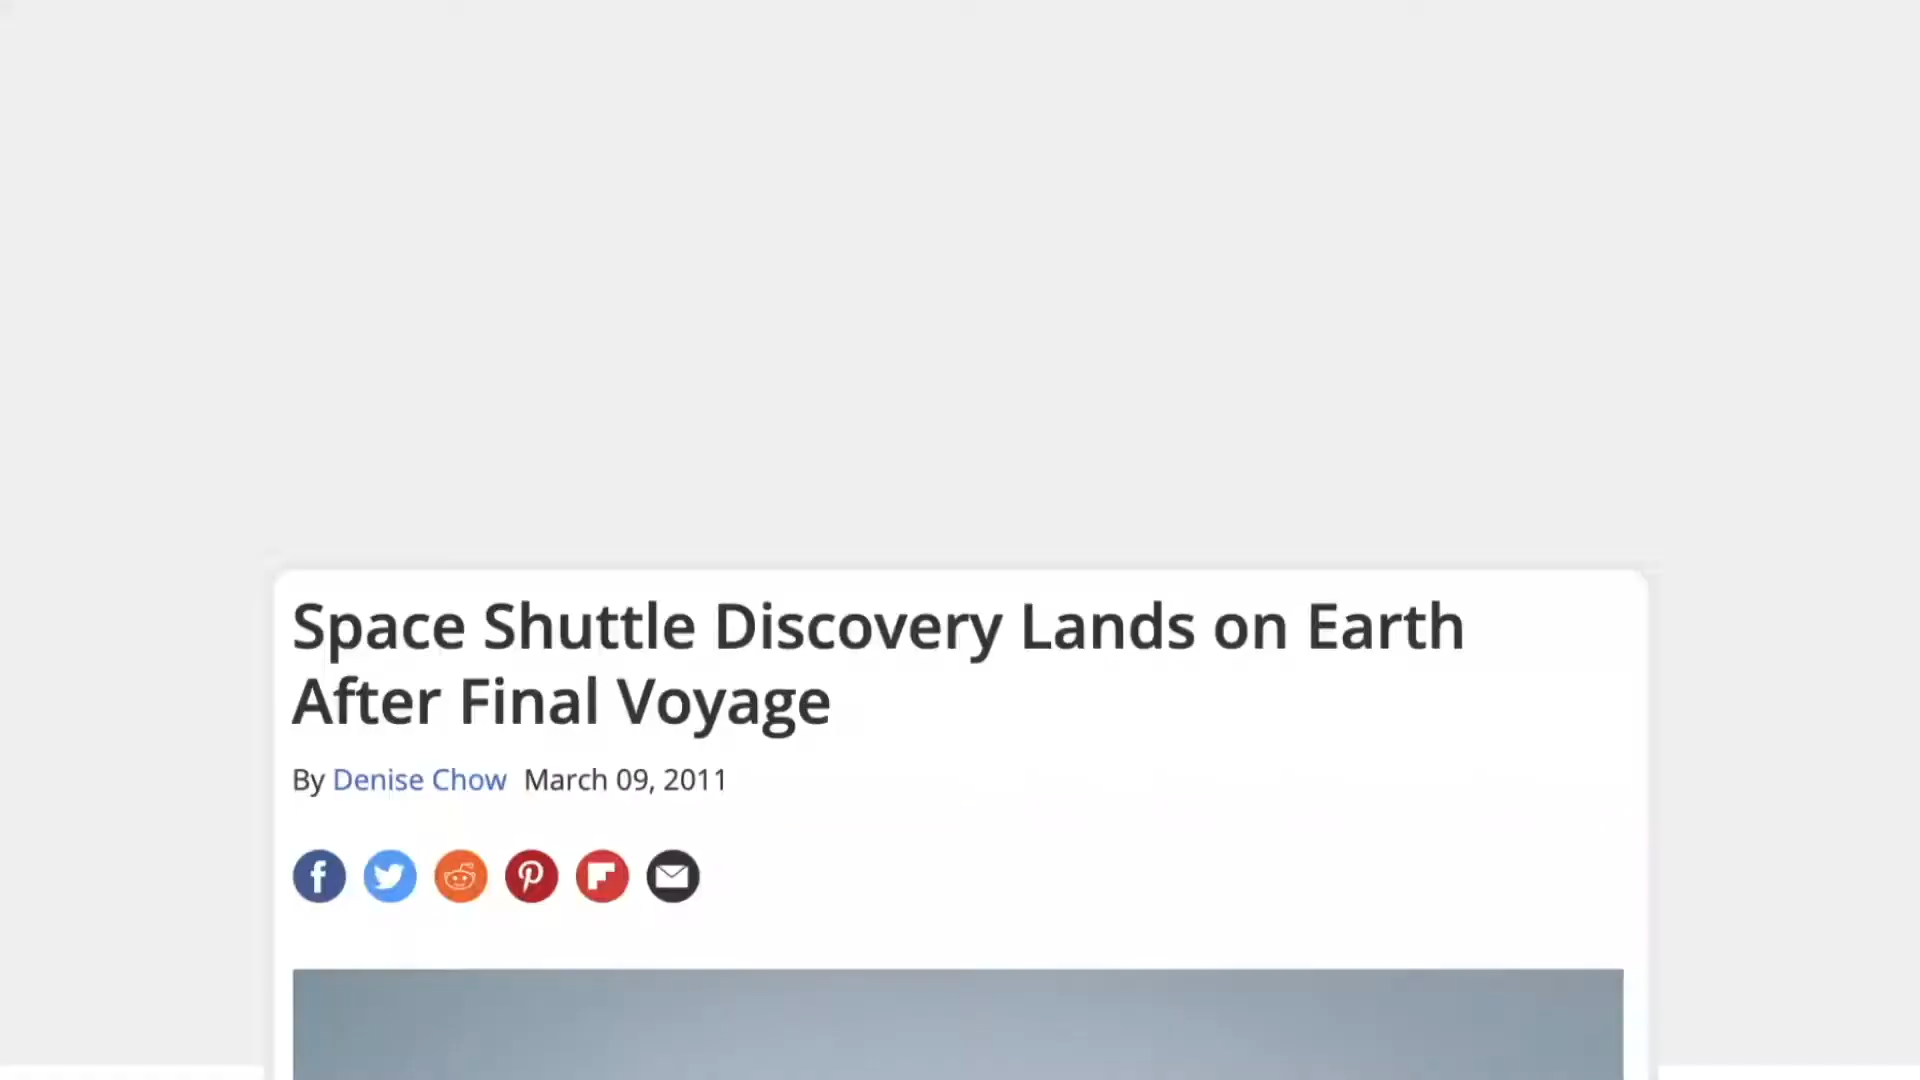 Space Shuttle Discovery Lands on Earth
After Final Voyage
By Denise Chow March 09, 2011